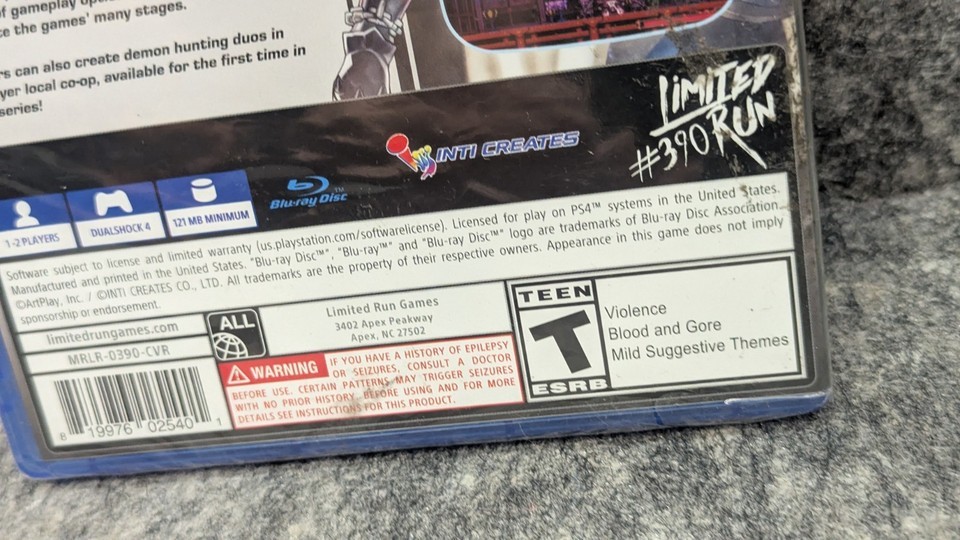 of gameplay
the games' many stages.
can also create demon hunting duos in
local co-op, available for the first time in
series!
LIMITED
RUN
#390
INTI CREATES
Blu-ray Disc™
1-2 PLAYERS
DUALSHOCK 4
121 MB MINIMUM
Software subject to license and limited warranty (us.playstation.com/softwarelicense). Licensed for play on PS4™ systems in the United States.
Manufactured and printed in the United States. "Blu-ray Disc™", "Blu-ray™" and "Blu-ray Disc™" logo are trademarks of Blu-ray Disc Association.
©ArtPlay, Inc. / ©INTI CREATES CO., LTD. All trademarks are the property of their respective owners. Appearance in this game does not imply
sponsorship or endorsement.
limitedrungames.com
MRLR-0390-CVR
ALL
Limited Run Games
3402 Apex Peakway
Apex, NC 27502
WARNING IF YOU HAVE A HISTORY OF EPILEPSY
OR SEIZURES, CONSULT A DOCTOR
BEFORE USE. CERTAIN PATTERNS MAY TRIGGER SEIZURES
WITH NO PRIOR HISTORY. BEFORE USING AND FOR MORE
DETAILS SEE INSTRUCTIONS FOR THIS PRODUCT.
8 19976 02540 1
TEEN
T
ESRB
Violence
Blood and Gore
Mild Suggestive Themes